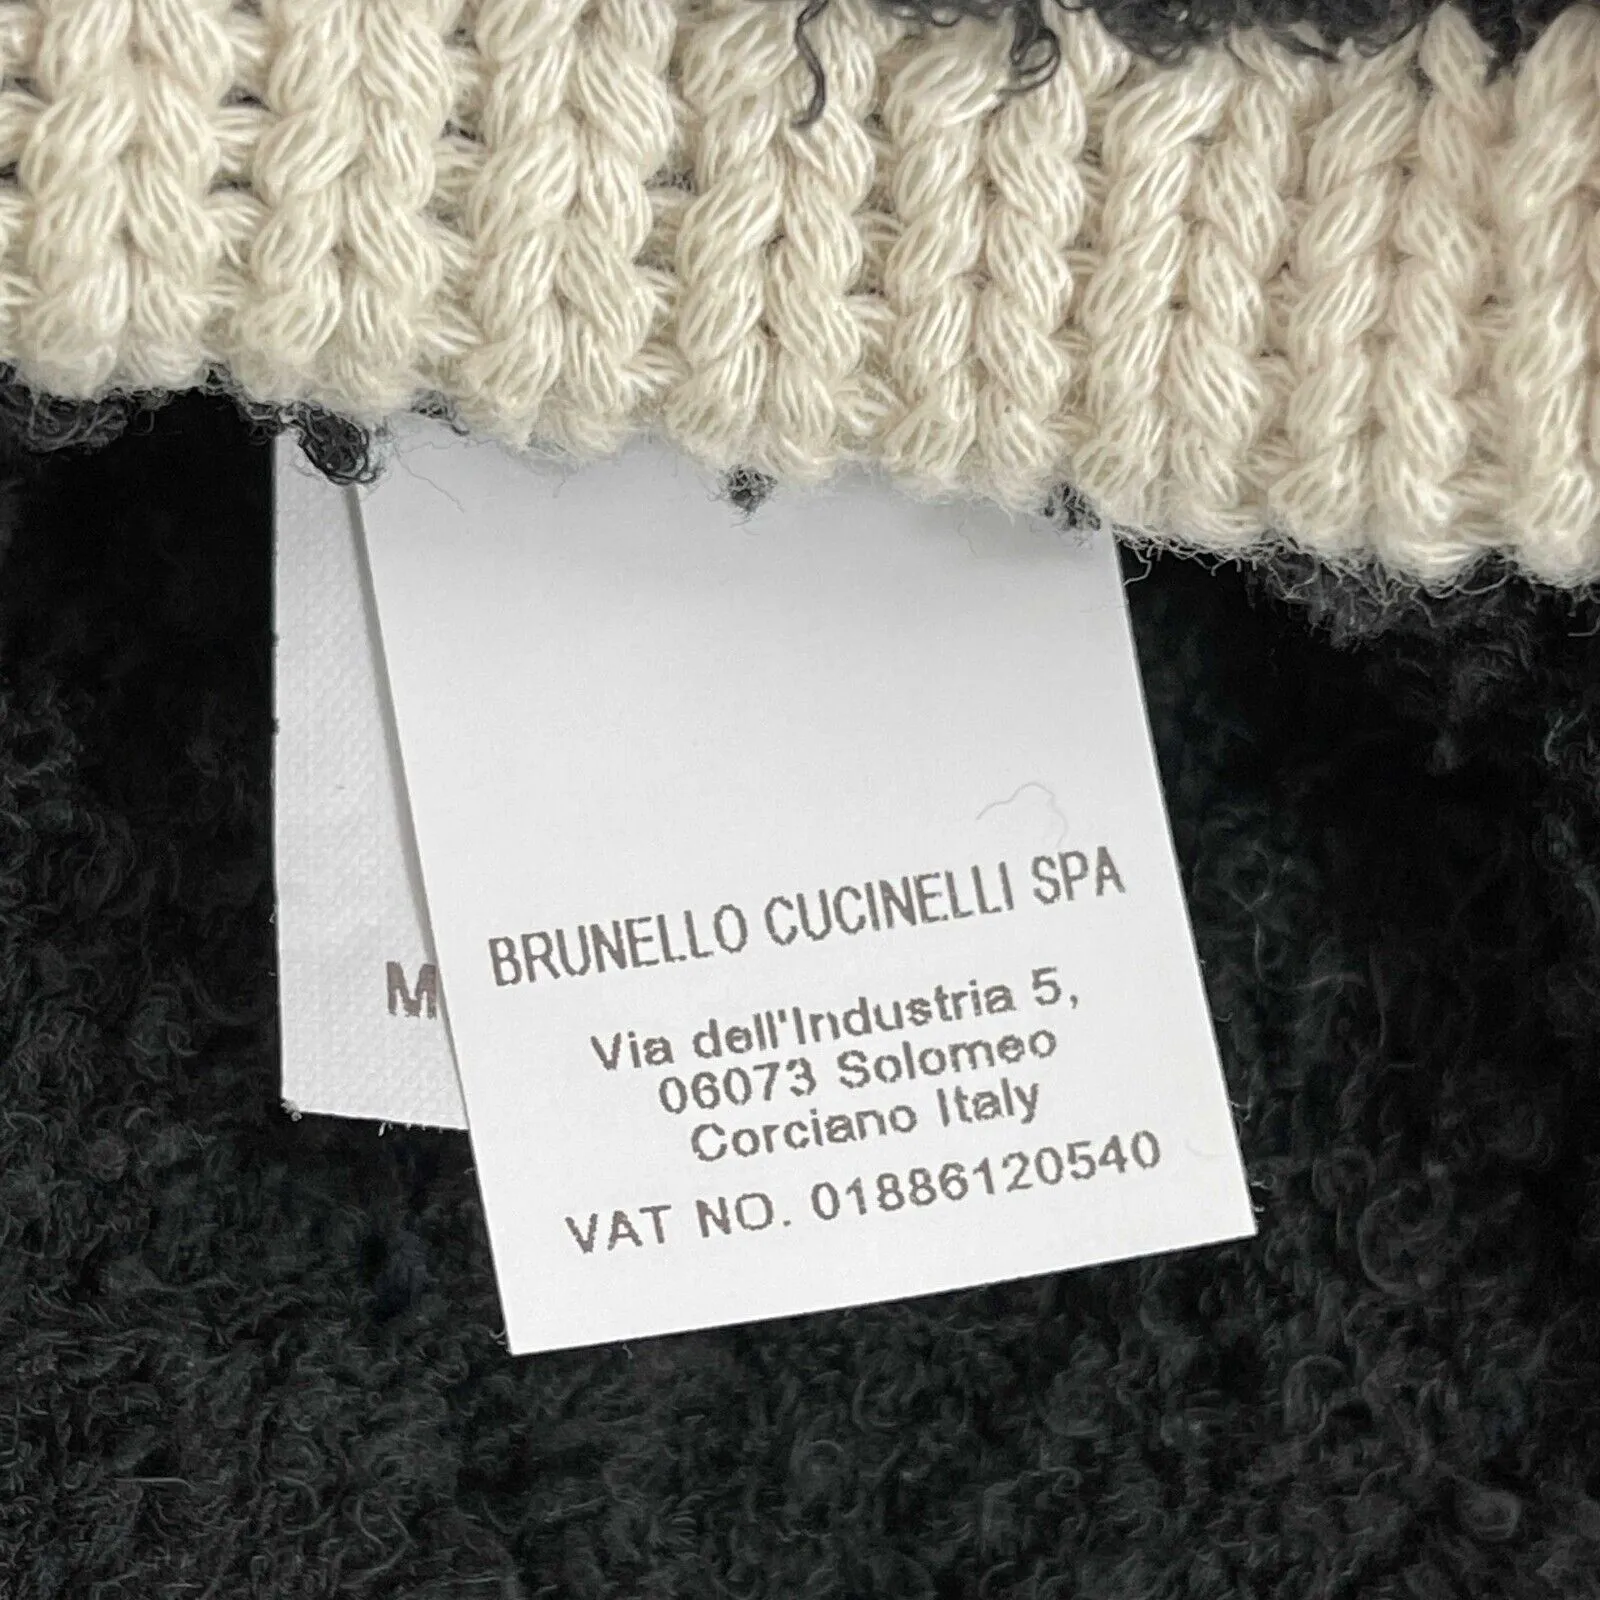 BRUNELLO CUCINELLI SPA
Via dell'Industria 5,
06073 Solomeo
Corciano Italy
VAT NO. 01886120540
M